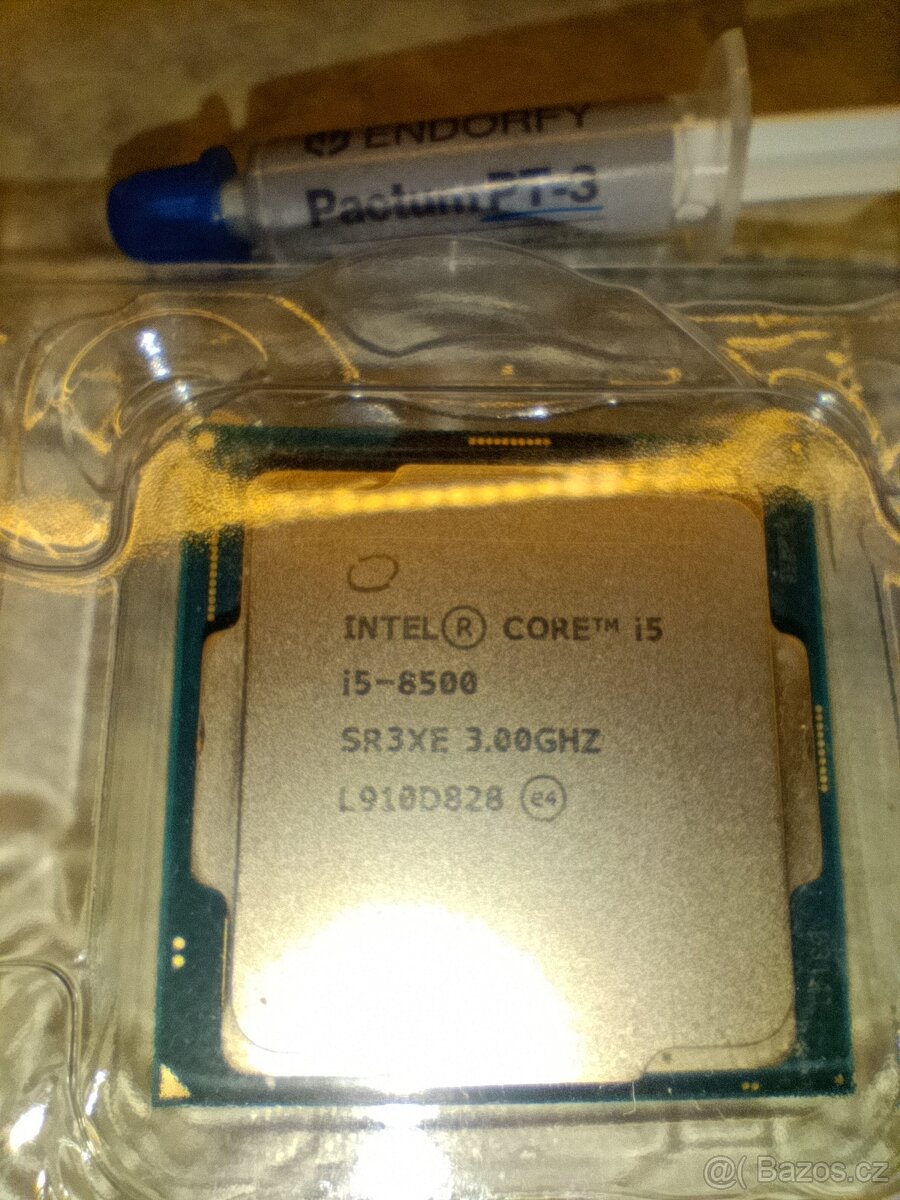 ENDORFY
Pactum PT-3
INTEL® CORE™ i5
i5-8500
SR3XE 3.00GHZ
L910D828 e4
@( Bazos.cz